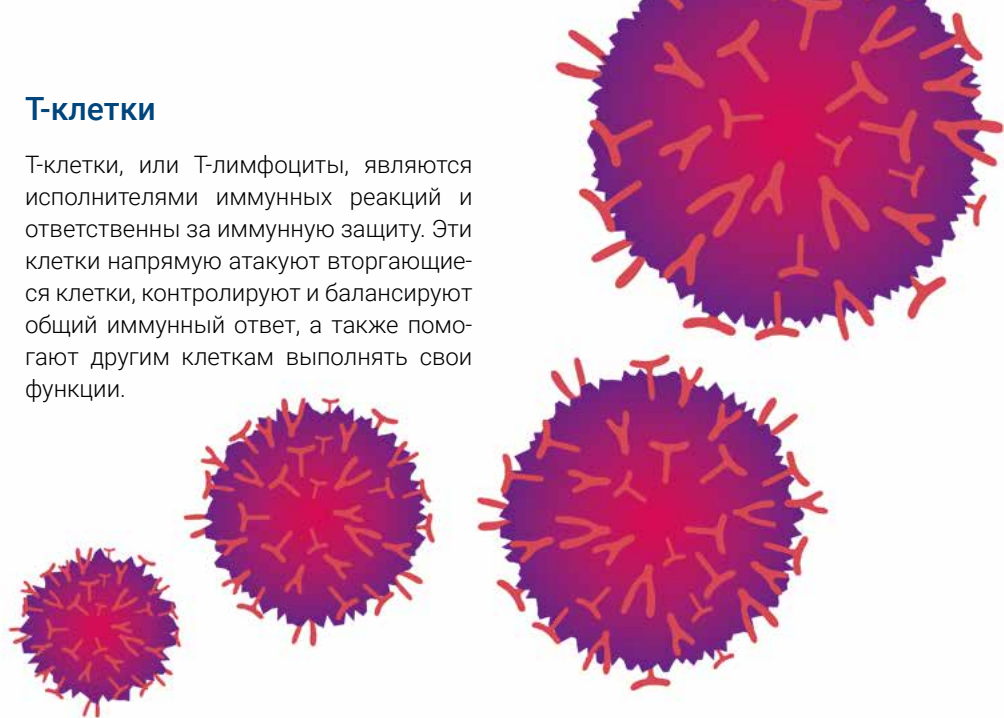 Т-клетки
Т-клетки, или Т-лимфоциты, являются
исполнителями иммунных реакций и
ответственны за иммунную защиту. Эти
клетки напрямую атакуют вторгающие-
ся клетки, контролируют и балансируют
общий иммунный ответ, а также помо-
гают другим клеткам выполнять свои
функции.